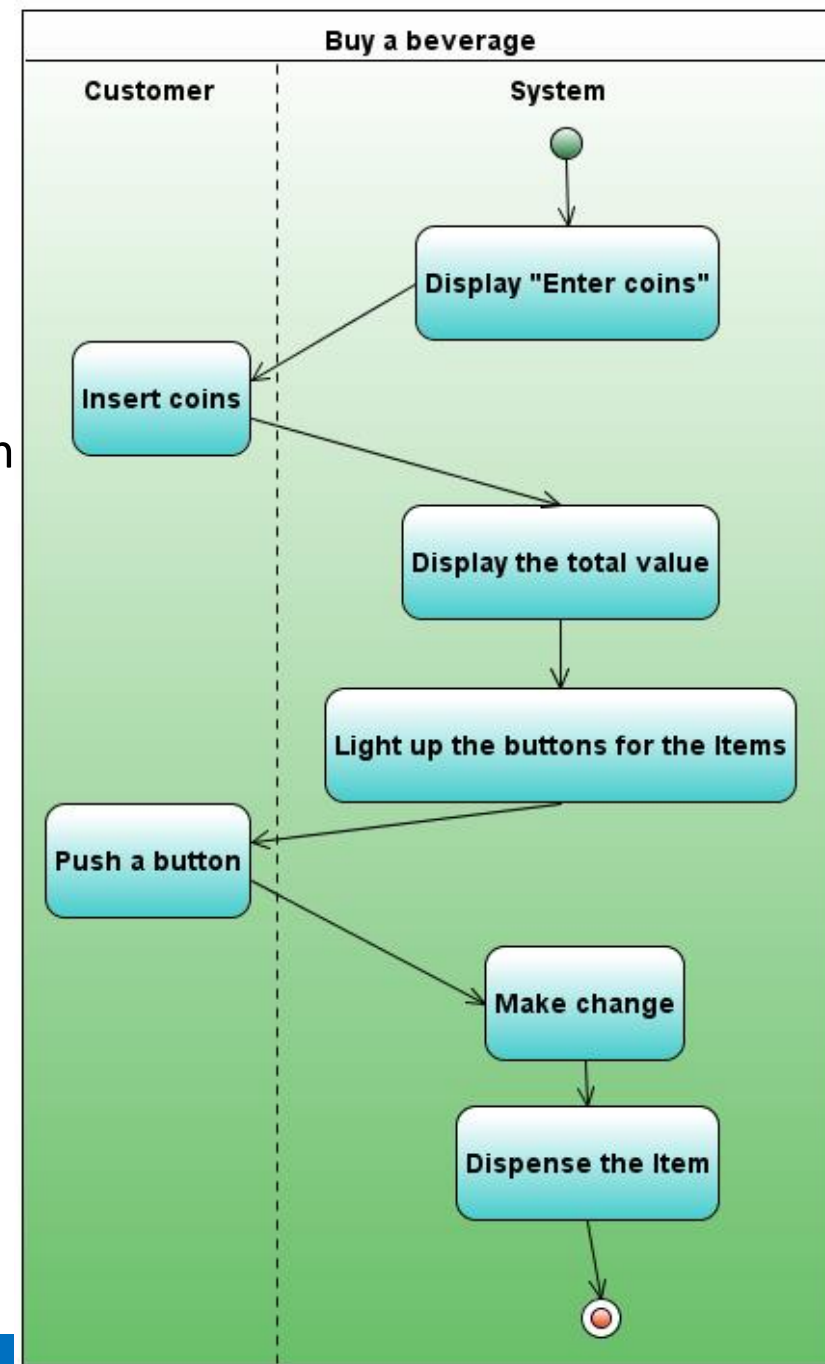 Buy a beverage
Customer
System
Display "Enter coins"
Insert coins
n
Display the total value
Light up the buttons for the Items
Push a button
Make change
Dispense the Item